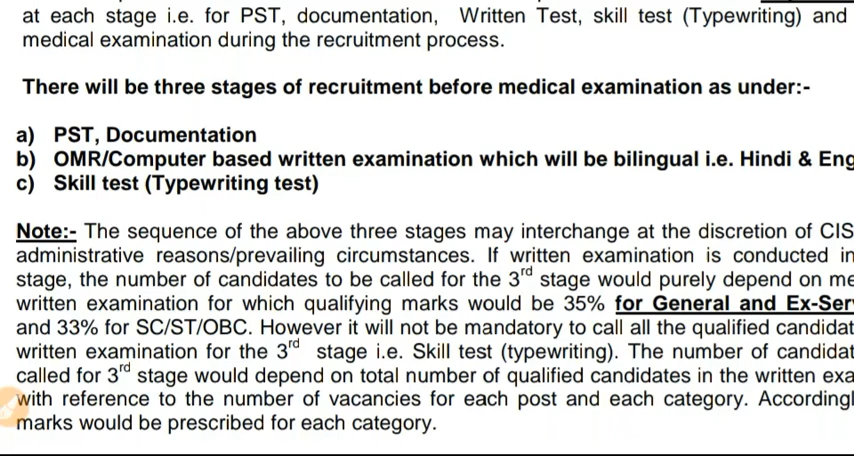 at each stage i.e. for PST, documentation, Written Test, skill test (Typewriting) and
medical examination during the recruitment process.
There will be three stages of recruitment before medical examination as under:-
a) PST, Documentation
b) OMR/Computer based written examination which will be bilingual i.e. Hindi & Eng
c) Skill test (Typewriting test)
Note:- The sequence of the above three stages may interchange at the discretion of CIS
administrative reasons/prevailing circumstances. If written examination is conducted in
stage, the number of candidates to be called for the 3rd stage would purely depend on me
written examination for which qualifying marks would be 35% for General and Ex-Ser
and 33% for SC/ST/OBC. However it will not be mandatory to call all the qualified candidat
written examination for the 3rd stage i.e. Skill test (typewriting). The number of candidat
called for 3rd stage would depend on total number of qualified candidates in the written exa
with reference to the number of vacancies for each post and each category. Accordingl
marks would be prescribed for each category.